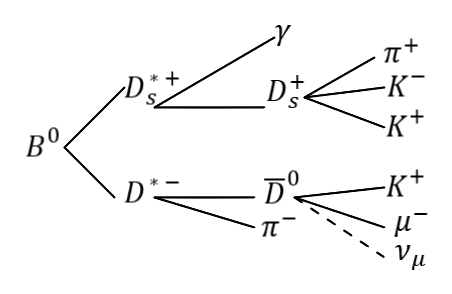 γ
π⁺
D_s^{*+}
D_s^+
K⁻
K⁺
B⁰
D^{*-}
D̅⁰
K⁺
π⁻
μ⁻
ν_μ